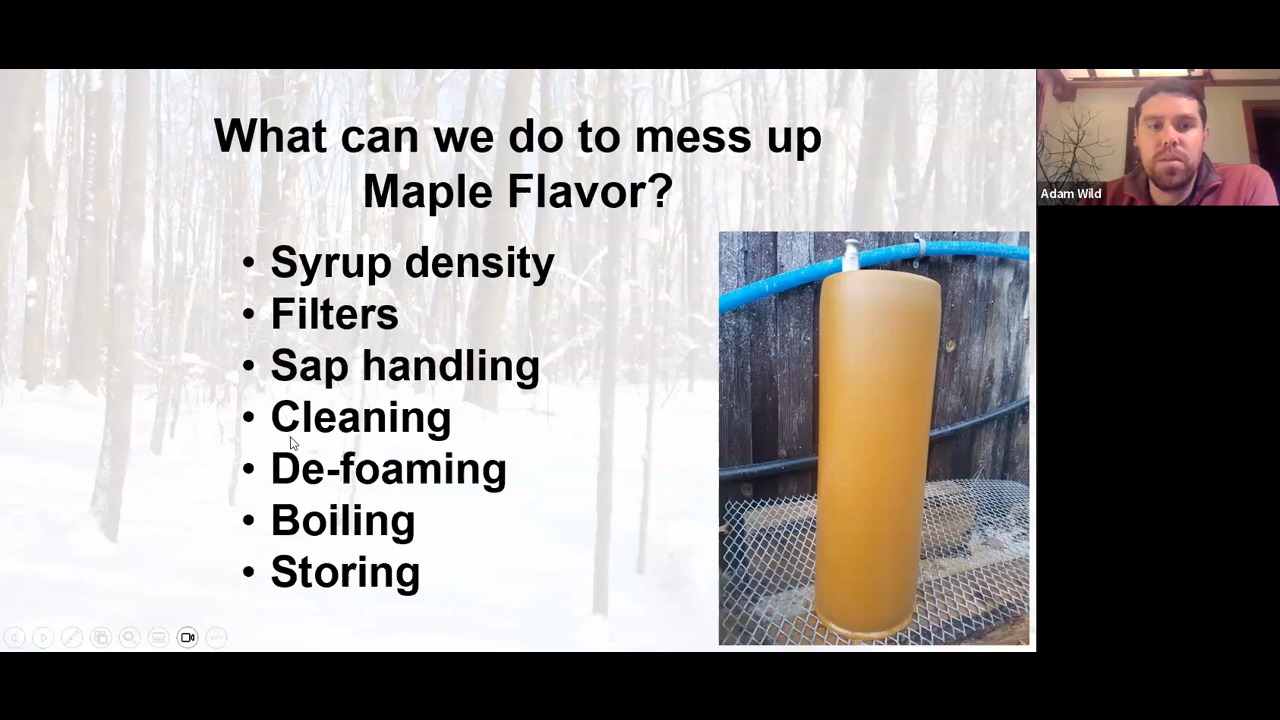 What can we do to mess up
Maple Flavor?
• Syrup density
• Filters
• Sap handling
• Cleaning
• De-foaming
• Boiling
• Storing
Adam Wild